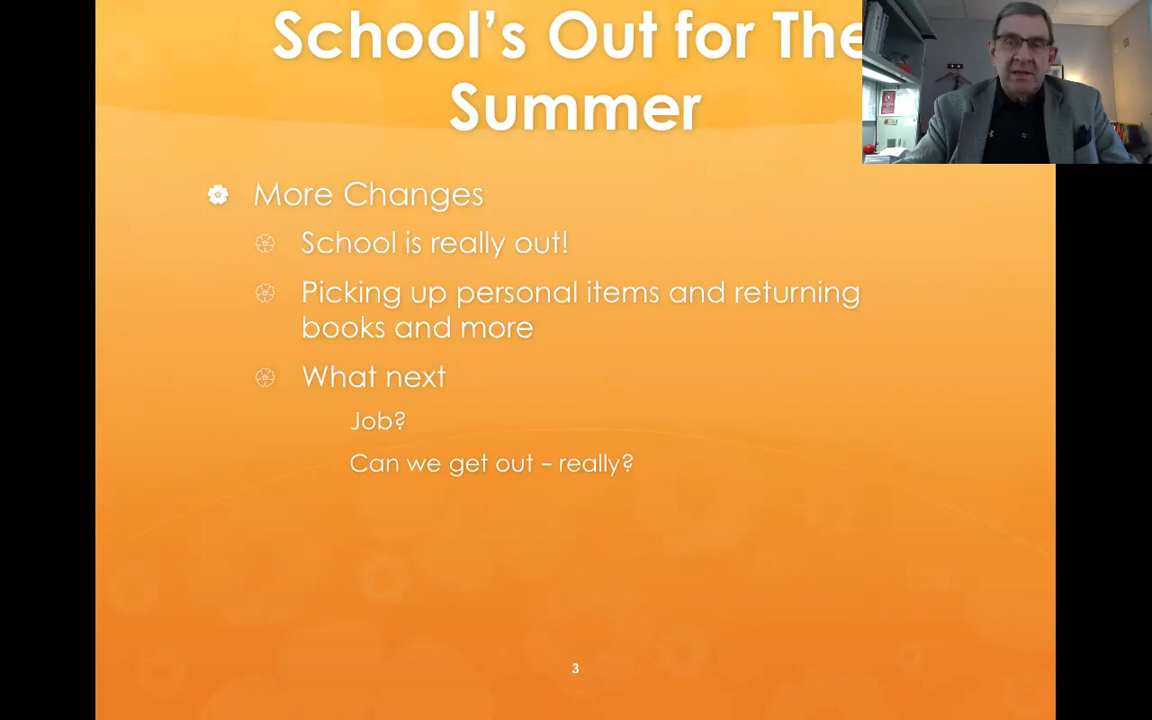 School's Out for The
Summer
More Changes
School is really out!
Picking up personal items and returning
books and more
What next
Job?
Can we get out – really?
3